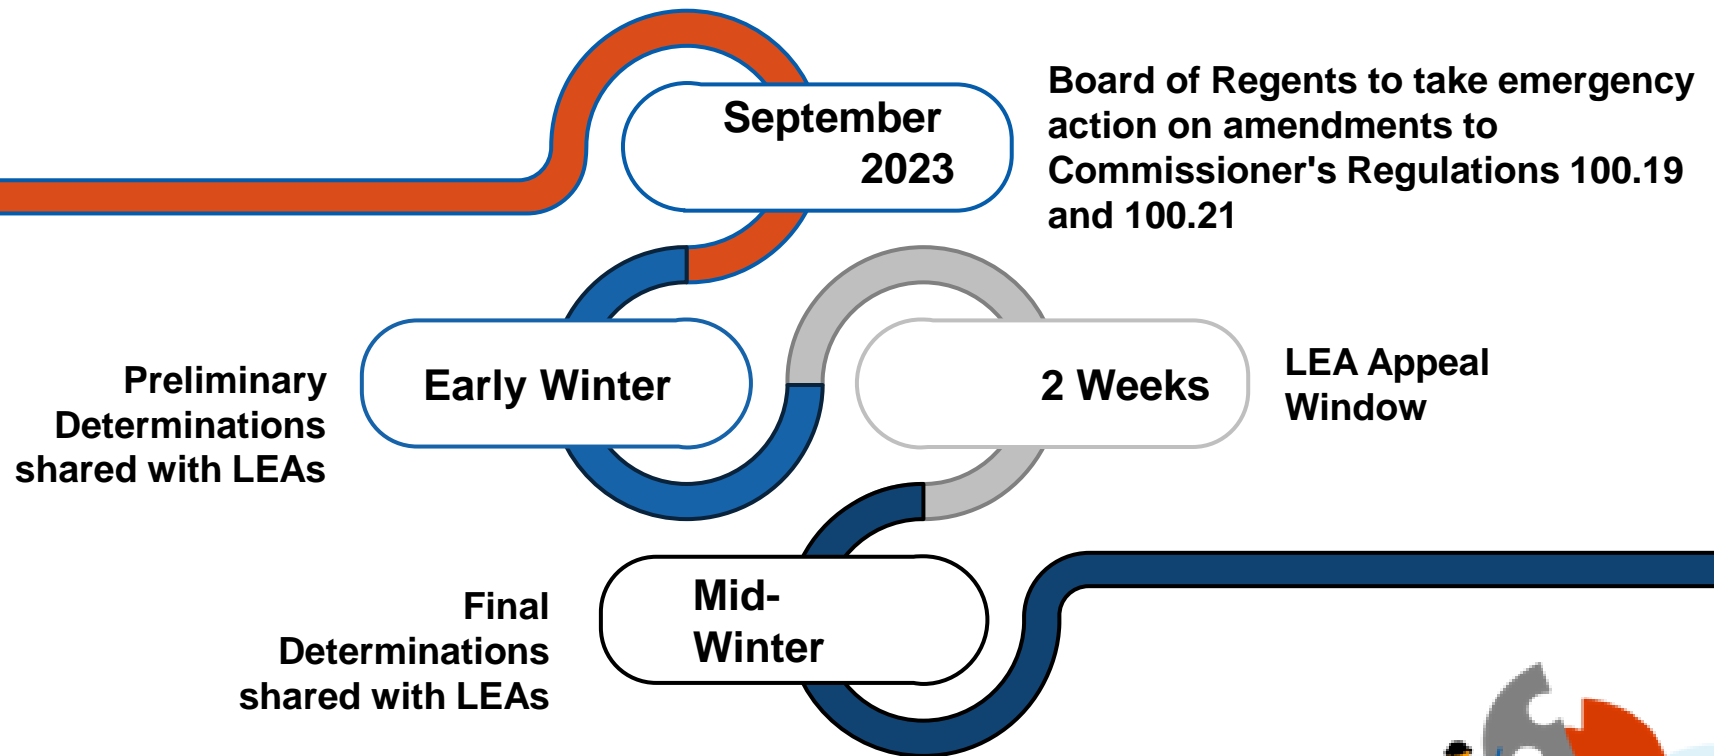 September
2023
Board of Regents to take emergency
action on amendments to
Commissioner's Regulations 100.19
and 100.21
Preliminary
Determinations
shared with LEAs
Early Winter
2 Weeks
LEA Appeal
Window
Final
Determinations
shared with LEAs
Mid-
Winter